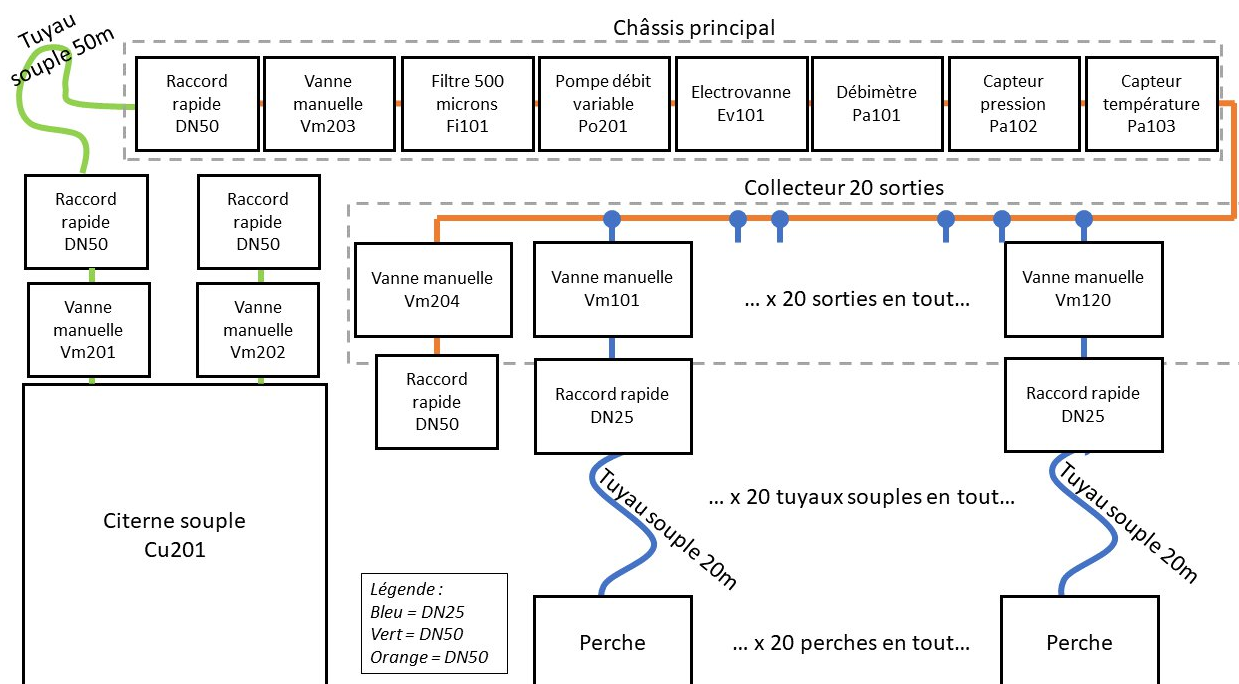 Tuyau
souple 50m
Châssis principal
Raccord
rapide
DN50
Vanne
manuelle
Vm203
Filtre 500
microns
Fi101
Pompe débit
variable
Po201
Electrovanne
Ev101
Débimètre
Pa101
Capteur
pression
Pa102
Capteur
température
Pa103
Collecteur 20 sorties
Raccord
rapide
DN50
Raccord
rapide
DN50
Vanne
manuelle
Vm201
Vanne
manuelle
Vm202
Vanne manuelle
Vm204
Vanne manuelle
Vm101
... x 20 sorties en tout...
Vanne manuelle
Vm120
Raccord
rapide
DN50
Raccord rapide
DN25
Raccord rapide
DN25
Tuyau souple 20m
... x 20 tuyaux souples en tout...
Tuyau souple 20m
Citerne souple
Cu201
Légende :
Bleu = DN25
Vert = DN50
Orange = DN50
Perche
... x 20 perches en tout...
Perche